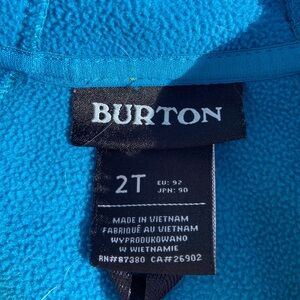 BURTON
2T EU: 92
JPN: 90
MADE IN VIETNAM
FABRIQUÉ AU VIETNAM
WYPRODUKOWANO
W WIETNAMIE
RN#87380 CA#26902